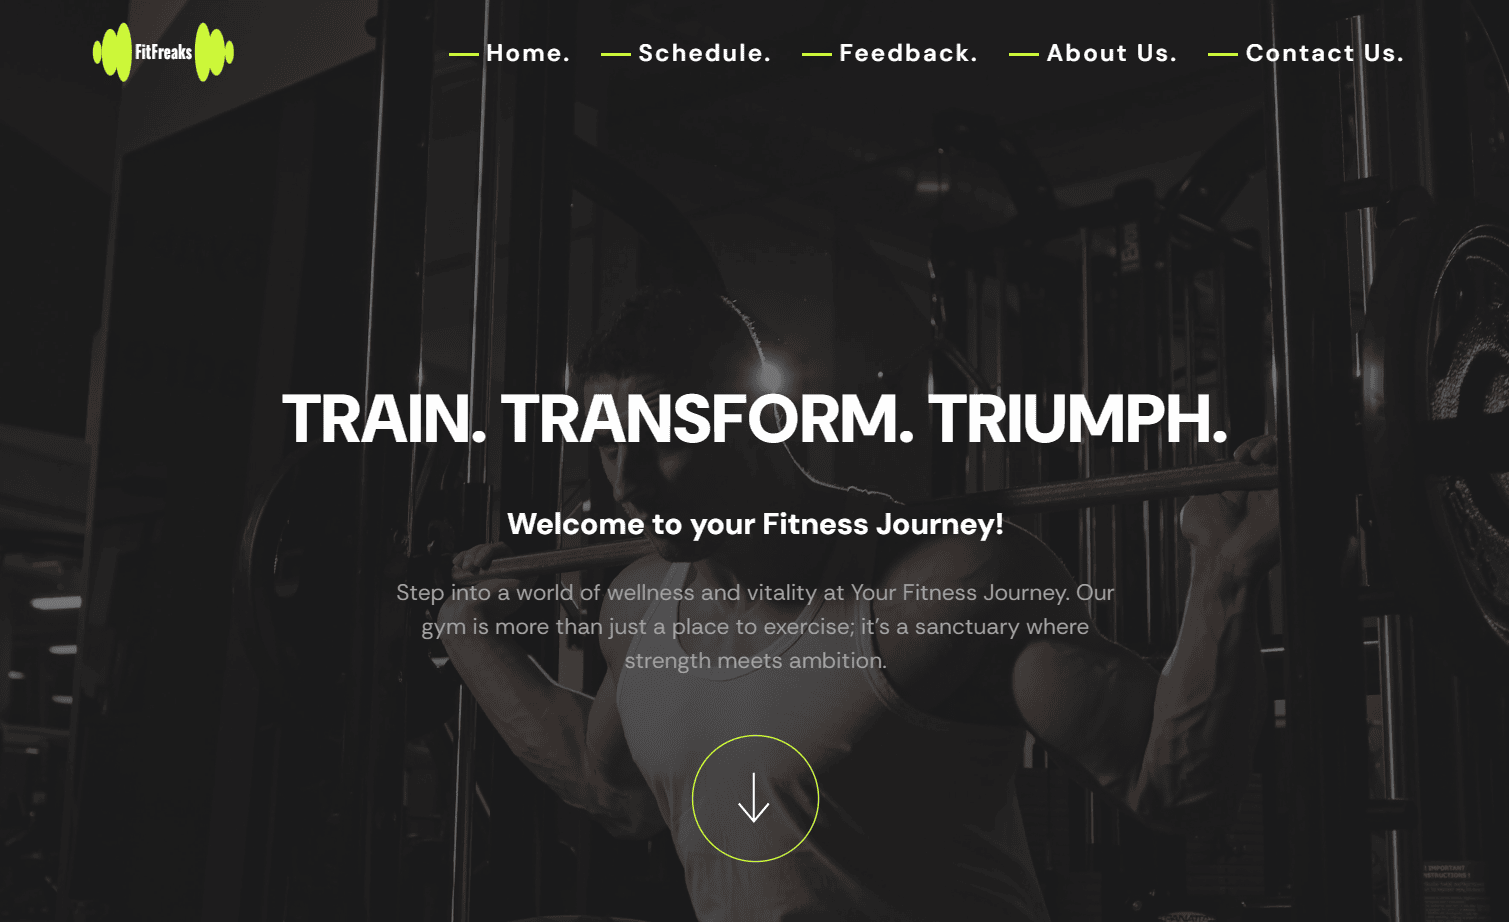 FitFreaks
Home. Schedule. Feedback. About Us. Contact Us.
TRAIN. TRANSFORM. TRIUMPH.
Welcome to your Fitness Journey!
Step into a world of wellness and vitality at Your Fitness Journey. Our
gym is more than just a place to exercise; it's a sanctuary where
strength meets ambition.